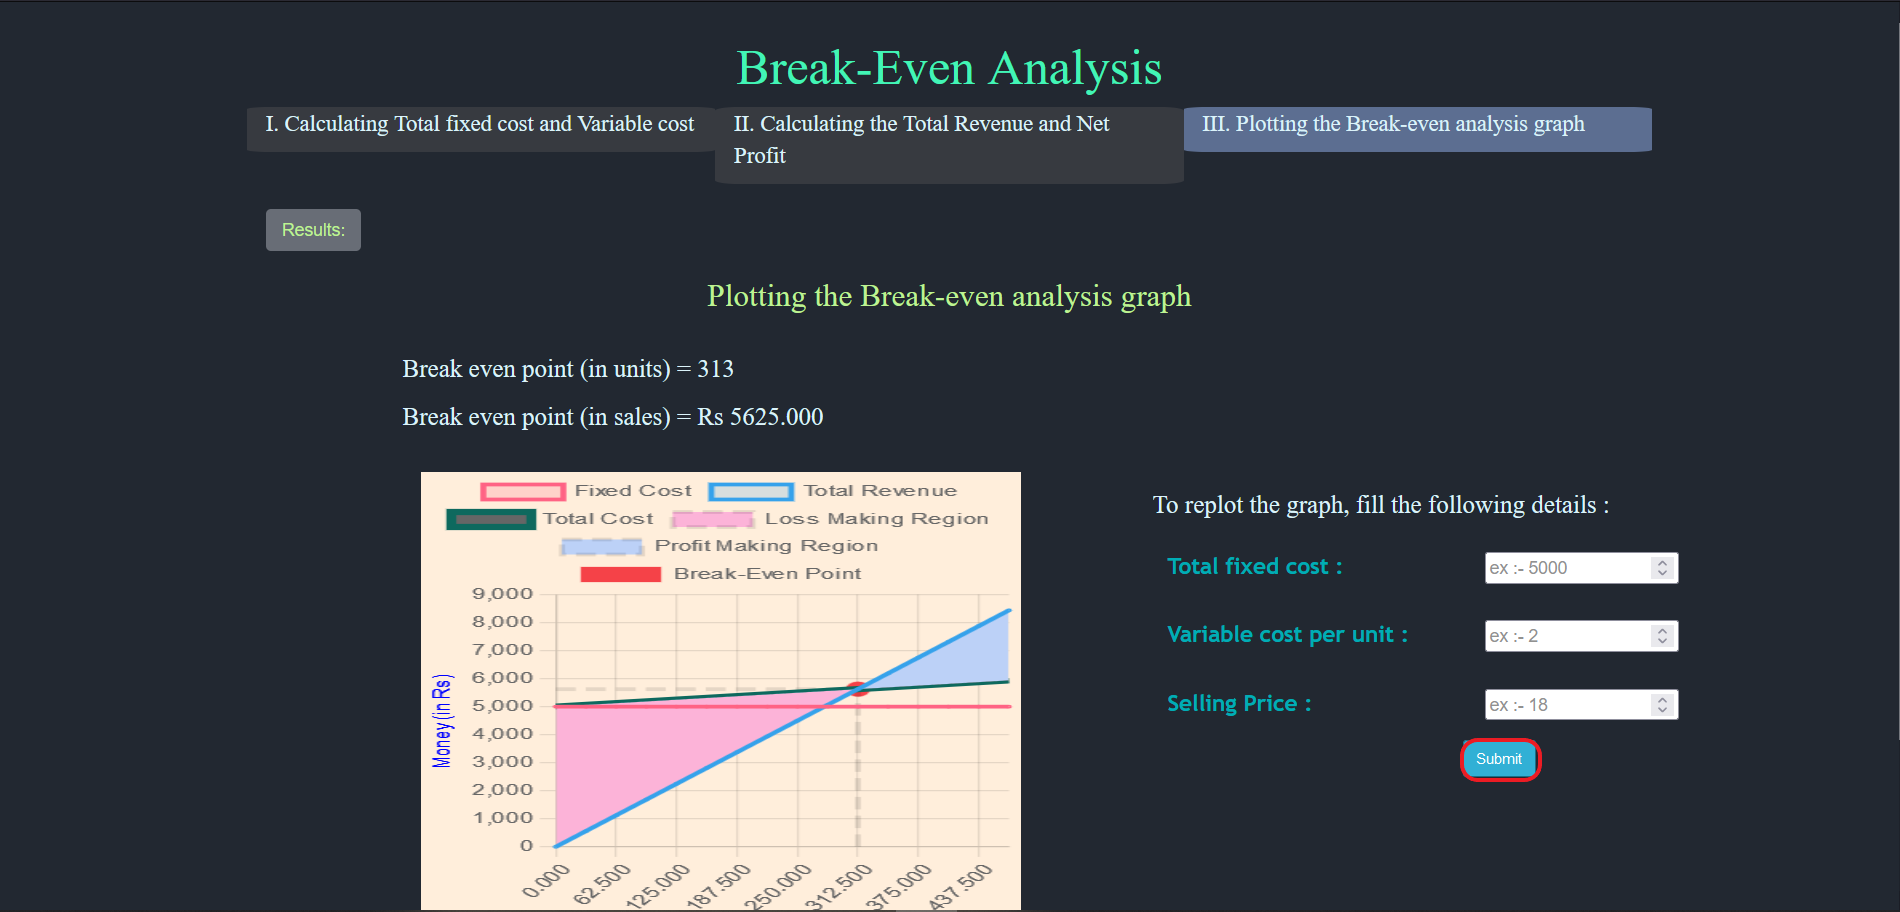 Break-Even Analysis
I. Calculating Total fixed cost and Variable cost
II. Calculating the Total Revenue and Net
Profit
III. Plotting the Break-even analysis graph
Results:
Plotting the Break-even analysis graph
Break even point (in units) = 313
Break even point (in sales) = Rs 5625.000
Fixed Cost Total Revenue
Total Cost Loss Making Region
Profit Making Region
Break-Even Point
9,000
8,000
7,000
6,000
5,000
4,000
3,000
2,000
1,000
0
Money (in Rs)
0.000 62.500 125.000 187.500 250.000 312.500 375.000 437.500
To replot the graph, fill the following details :
Total fixed cost : ex :- 5000
Variable cost per unit : ex :- 2
Selling Price : ex :- 18
Submit